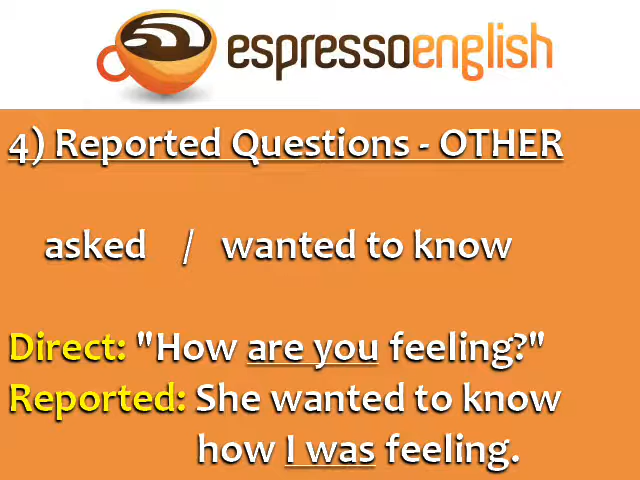 espressoenglish
4) Reported Questions - OTHER
asked / wanted to know
Direct: "How are you feeling?"
Reported: She wanted to know
how I was feeling.